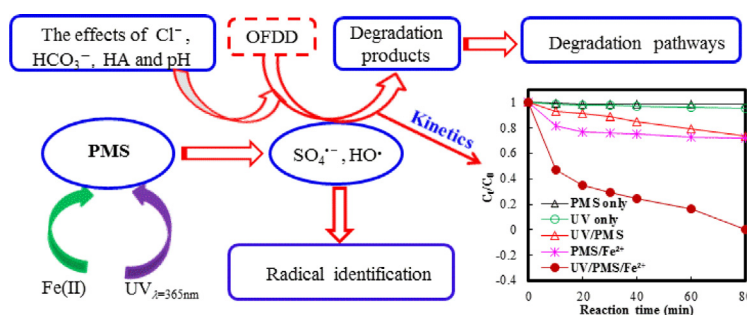 The effects of Cl⁻,
HCO₃⁻, HA and pH
OFDD
Degradation
products
Degradation pathways
PMS
SO₄•⁻, HO•
Kinetics
Fe(II)
UVλ=365nm
Radical identification
Cₜ/C₀
1
0.8
0.6
0.4
0.2
0
-0.2
-0.4
PMS only
UV only
UV/PMS
PMS/Fe²⁺
UV/PMS/Fe²⁺
0 20 40 60 80
Reaction time (min)